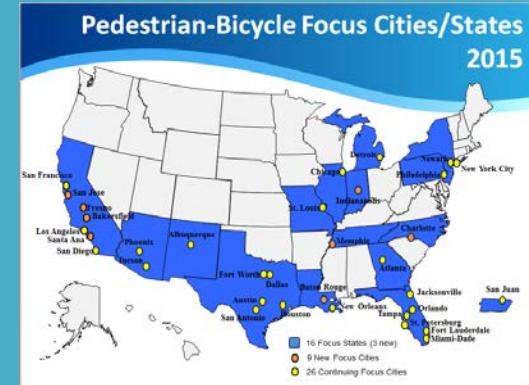 Pedestrian-Bicycle Focus Cities/States
2015
Detroit
Chicago
Newark
New York City
Philadelphia
San Francisco
San Jose
Fresno
Bakersfield
Indianapolis
St. Louis
Los Angeles
Santa Ana
San Diego
Phoenix
Tucson
Albuquerque
Memphis
Charlotte
Atlanta
Fort Worth
Dallas
Baton Rouge
Austin
San Antonio
Houston
New Orleans
Jacksonville
Orlando
Tampa
St. Petersburg
Fort Lauderdale
Miami-Dade
San Juan
16 Focus States (3 new)
9 New Focus Cities
26 Continuing Focus Cities